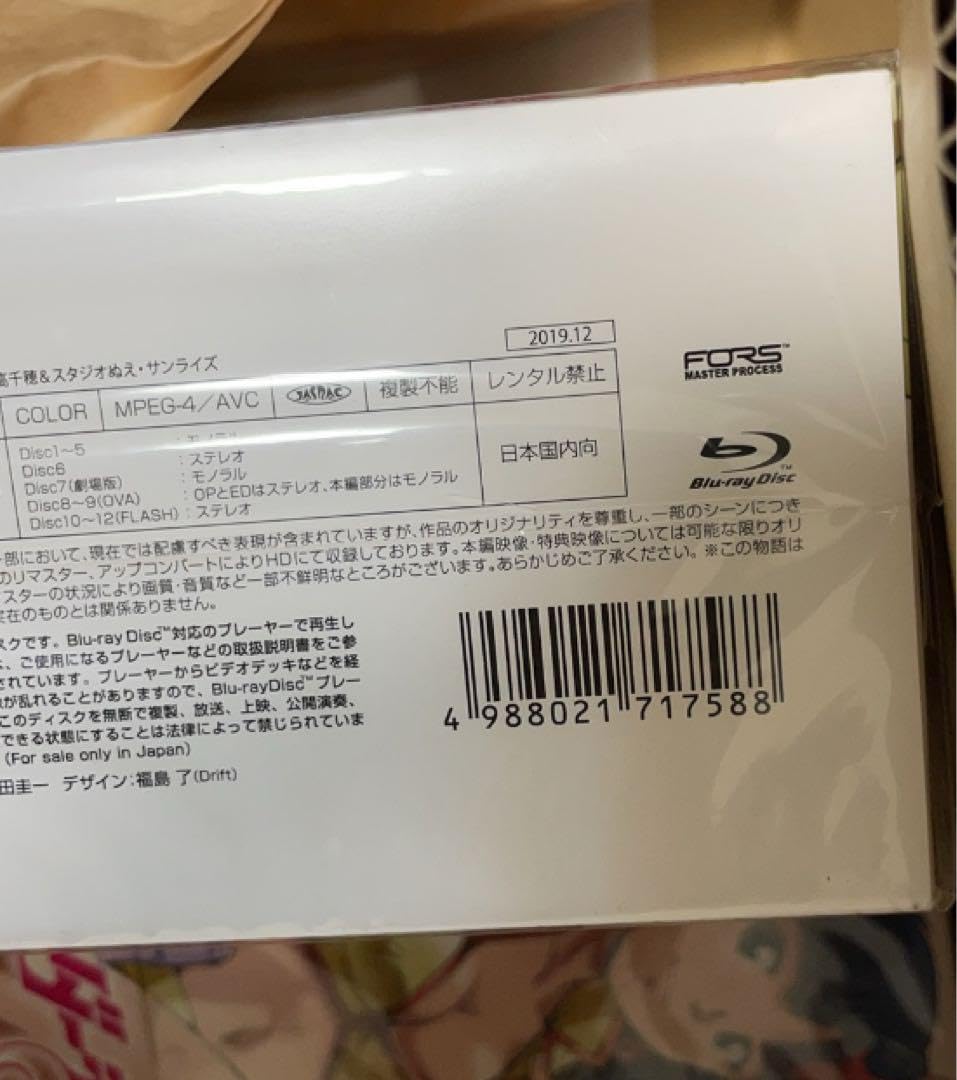 2019.12
高千穂&スタジオぬえ・サンライズ
FORS™
MASTER PROCESS
COLOR MPEG-4/AVC JASRAC 複製不能 レンタル禁止
Disc1〜5 :モノラル
Disc6 :ステレオ
Disc7(劇場版) :モノラル
Disc8〜9(OVA) :OPとEDはステレオ、本編部分はモノラル
Disc10〜12(FLASH) :ステレオ
日本国内向
Blu-ray Disc™
一部において、現在では配慮すべき表現が含まれていますが、作品のオリジナリティを尊重し、一部のシーンにつき
のリマスター、アップコンバートによりHDにて収録しております。本編映像・特典映像については可能な限りオリ
スターの状況により画質・音質など一部不鮮明なところがございます。あらかじめご了承ください。※この物語は
実在のものとは関係ありません。
スクです。Blu-ray Disc™対応のプレーヤーで再生し
、ご使用になるプレーヤーなどの取扱説明書をご参
されています。プレーヤーからビデオデッキなどを経
が乱れることがありますので、Blu-rayDisc™プレー
このディスクを無断で複製、放送、上映、公開演奏、
できる状態にすることは法律によって禁じられていま
(For sale only in Japan)
田圭一 デザイン:福島 了(Drift)
4 988021 717588
ダーテ